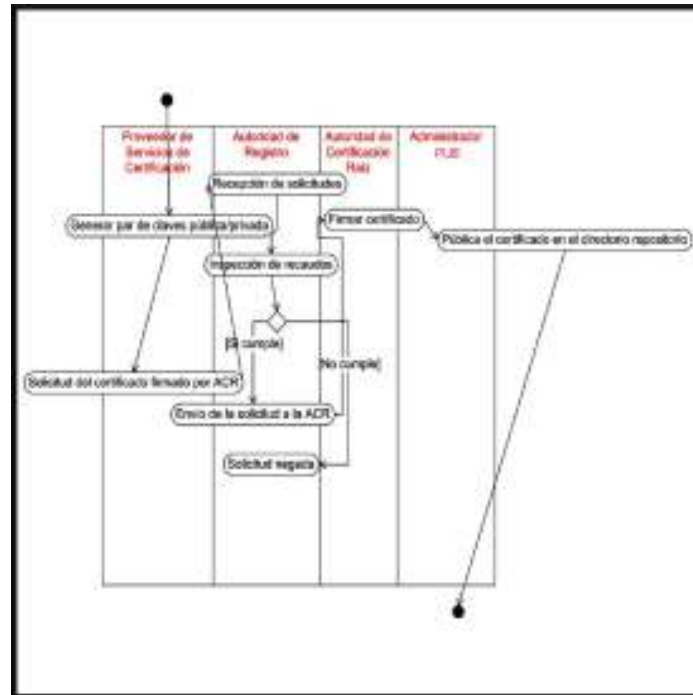 Proveedor de
Servicios de
Certificación
Autoridad de
Registro
Autoridad de
Certificación
Raíz
Administrador
Recepción de solicitudes
Generar par de claves pública/privada
Firmar certificado
Pública el certificado en el directorio repositorio
Inspección de recaudos
[Si cumple]
[No cumple]
Solicitud del certificado firmado por ACR
Envío de la solicitud a la ACR
Solicitud negada